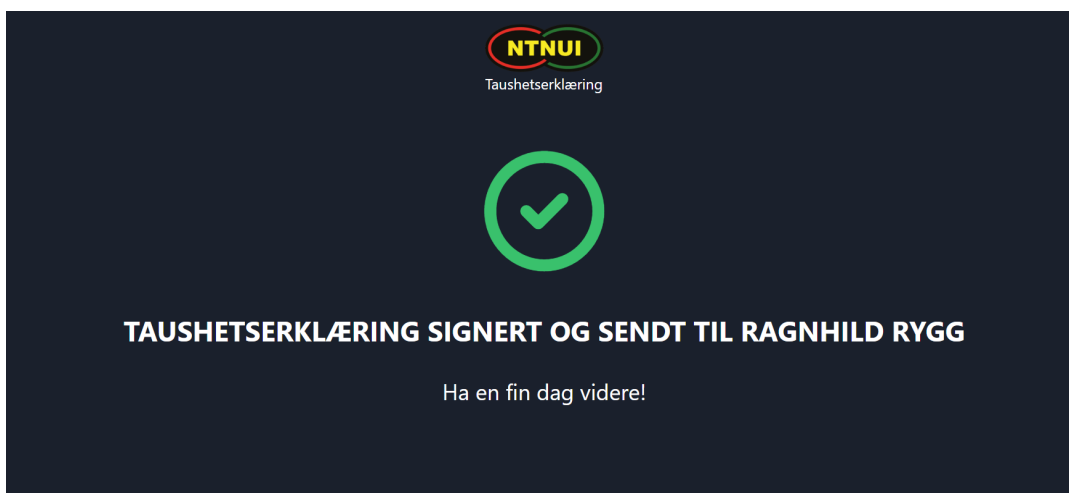 NTNUI
Taushetserklæring
TAUSHETSERKLÆRING SIGNERT OG SENDT TIL RAGNHILD RYGG
Ha en fin dag videre!